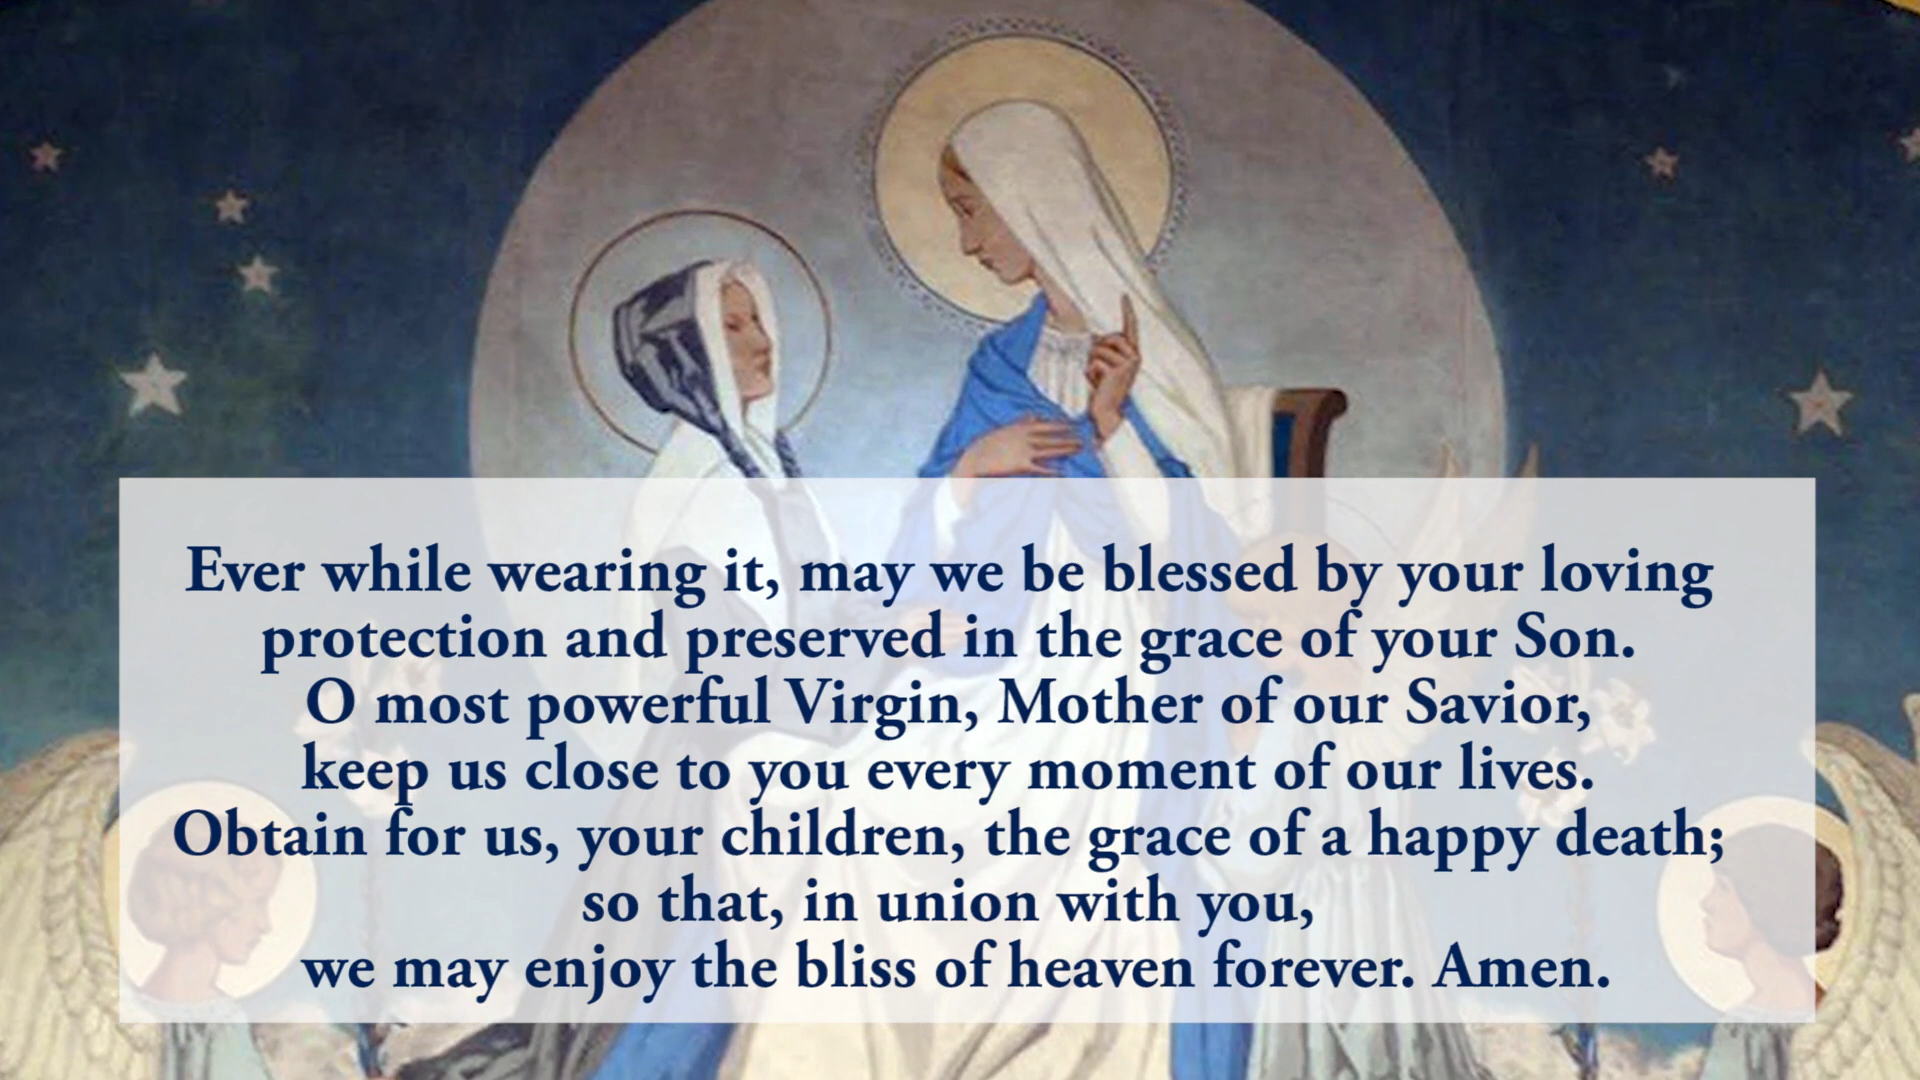 Ever while wearing it, may we be blessed by your loving
protection and preserved in the grace of your Son.
O most powerful Virgin, Mother of our Savior,
keep us close to you every moment of our lives.
Obtain for us, your children, the grace of a happy death;
so that, in union with you,
we may enjoy the bliss of heaven forever. Amen.